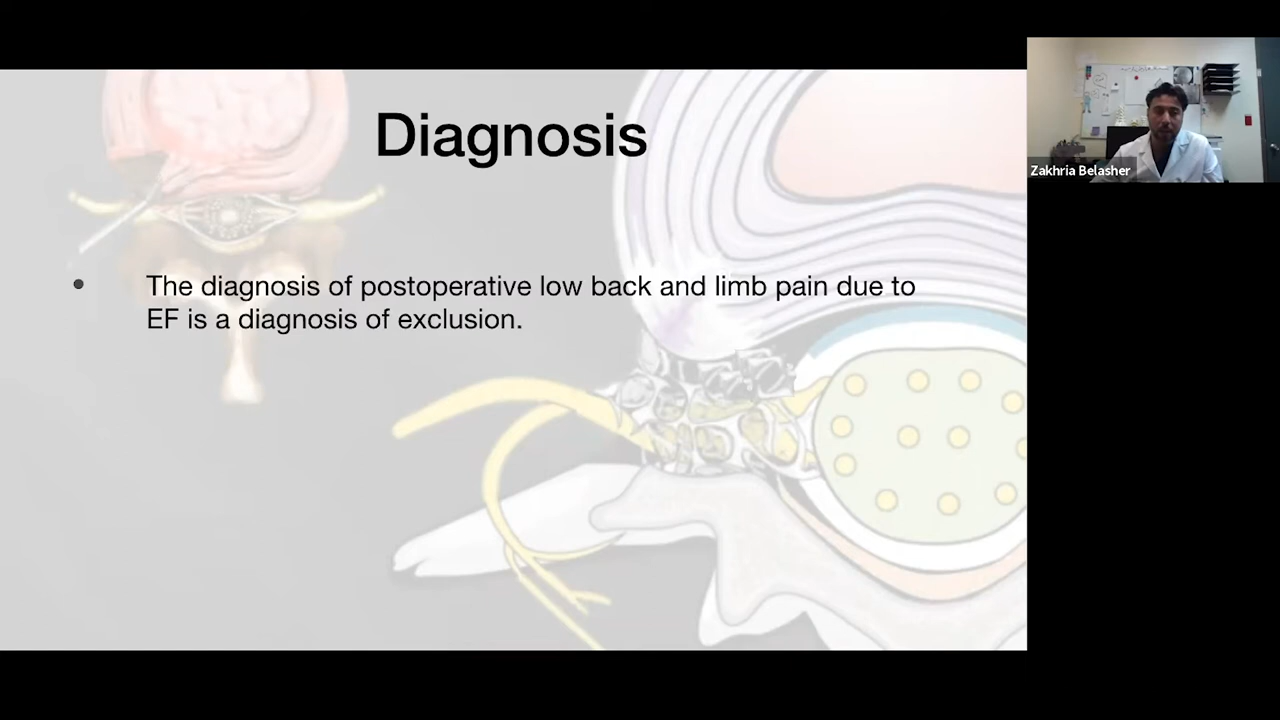 Diagnosis
• The diagnosis of postoperative low back and limb pain due to
EF is a diagnosis of exclusion.
Zakhria Belasher